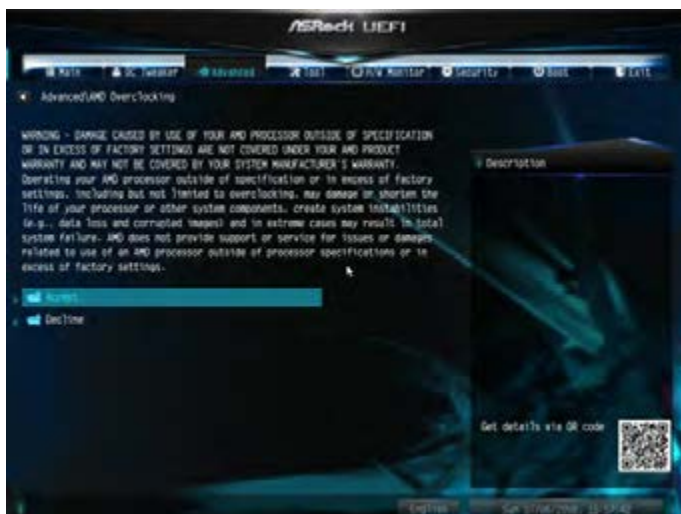 ASRock UEFI
Main OC Tweaker Advanced Tool H/W Monitor Security Boot Exit
Advanced\AMD Overclocking
WARNING - DAMAGE CAUSED BY USE OF YOUR AMD PROCESSOR OUTSIDE OF SPECIFICATION
OR IN EXCESS OF FACTORY SETTINGS ARE NOT COVERED UNDER YOUR AMD PRODUCT
WARRANTY AND MAY NOT BE COVERED BY YOUR SYSTEM MANUFACTURER'S WARRANTY.
Operating your AMD processor outside of specification or in excess of factory
settings, including but not limited to overclocking, may damage or shorten the
life of your processor or other system components, create system instabilities
(e.g., data loss and corrupted images) and in extreme cases may result in total
system failure. AMD does not provide support or service for issues or damages
related to use of an AMD processor outside of processor specifications or in
excess of factory settings.
Accept
Decline
Description
Get details via QR code
English